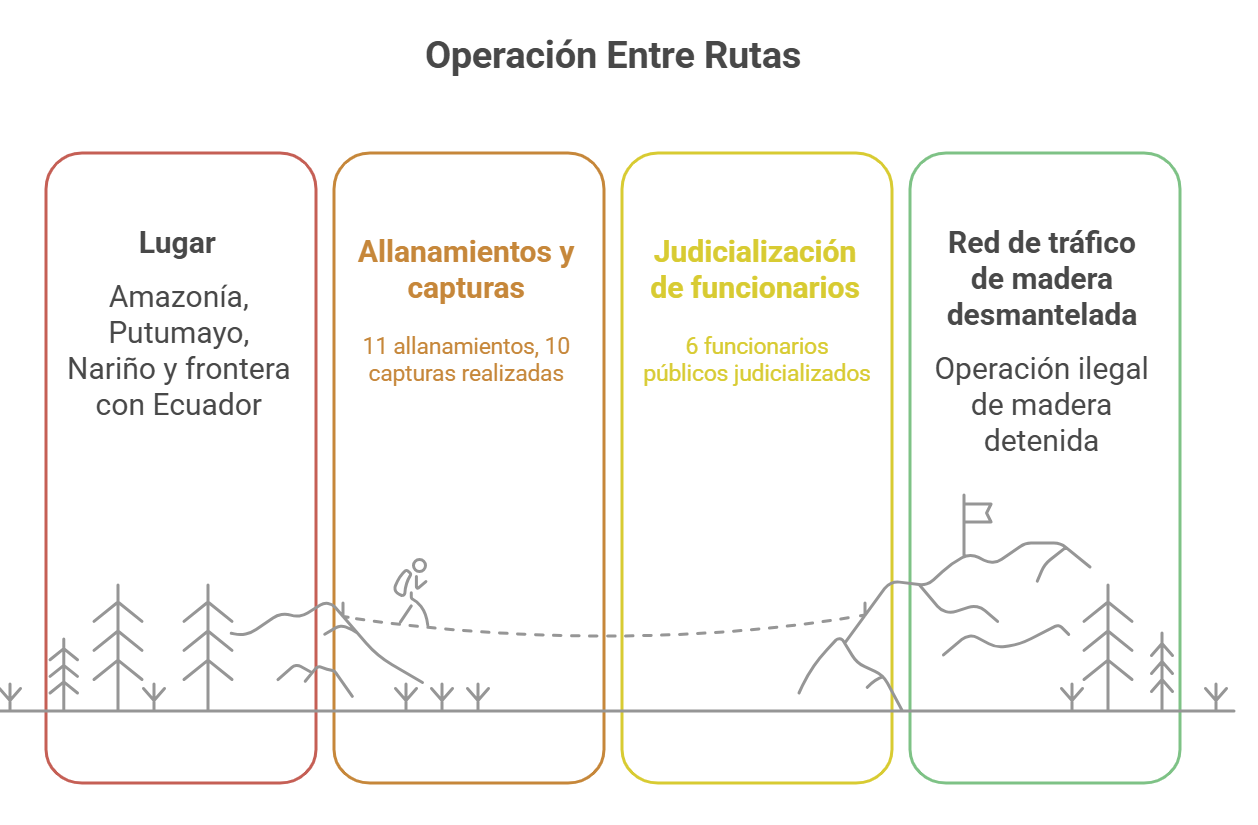 Operación Entre Rutas
Lugar
Amazonía,
Putumayo,
Nariño y frontera
con Ecuador
Allanamientos y
capturas
11 allanamientos, 10
capturas realizadas
Judicialización
de funcionarios
6 funcionarios
públicos judicializados
Red de tráfico
de madera
desmantelada
Operación ilegal
de madera
detenida